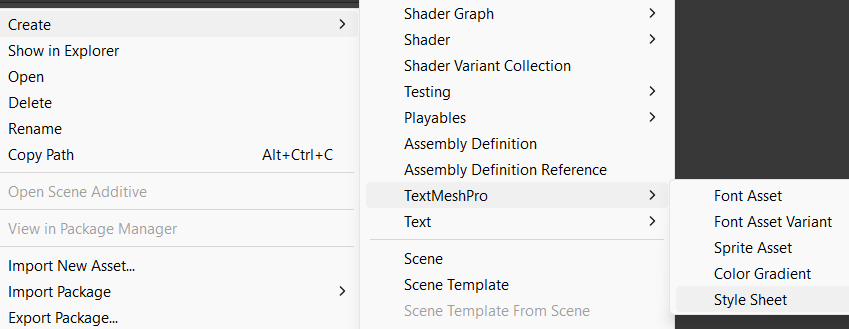 Create
Show in Explorer
Open
Delete
Rename
Copy Path Alt+Ctrl+C
Open Scene Additive
View in Package Manager
Import New Asset...
Import Package
Export Package...
Shader Graph
Shader
Shader Variant Collection
Testing
Playables
Assembly Definition
Assembly Definition Reference
TextMeshPro
Text
Scene
Scene Template
Scene Template From Scene
Font Asset
Font Asset Variant
Sprite Asset
Color Gradient
Style Sheet